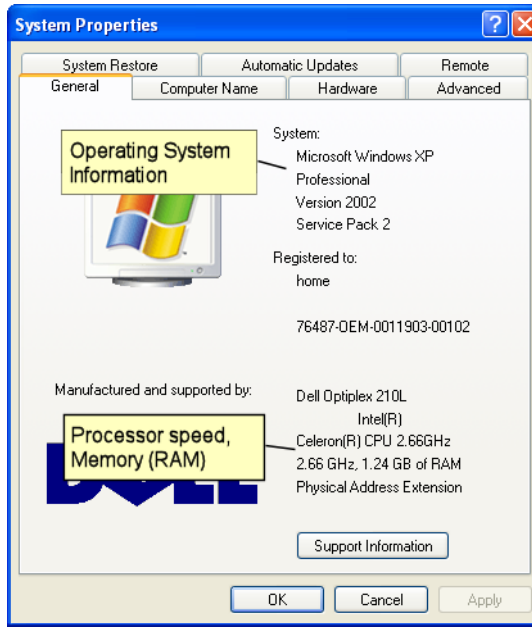 System Properties
System Restore
Automatic Updates
Remote
General
Computer Name
Hardware
Advanced
Operating System
Information
System:
Microsoft Windows XP
Professional
Version 2002
Service Pack 2
Registered to:
home
76487-OEM-0011903-00102
Manufactured and supported by:
Dell Optiplex 210L
Intel(R)
Processor speed,
Memory (RAM)
Celeron(R) CPU 2.66GHz
2.66 GHz, 1.24 GB of RAM
Physical Address Extension
Support Information
OK
Cancel
Apply